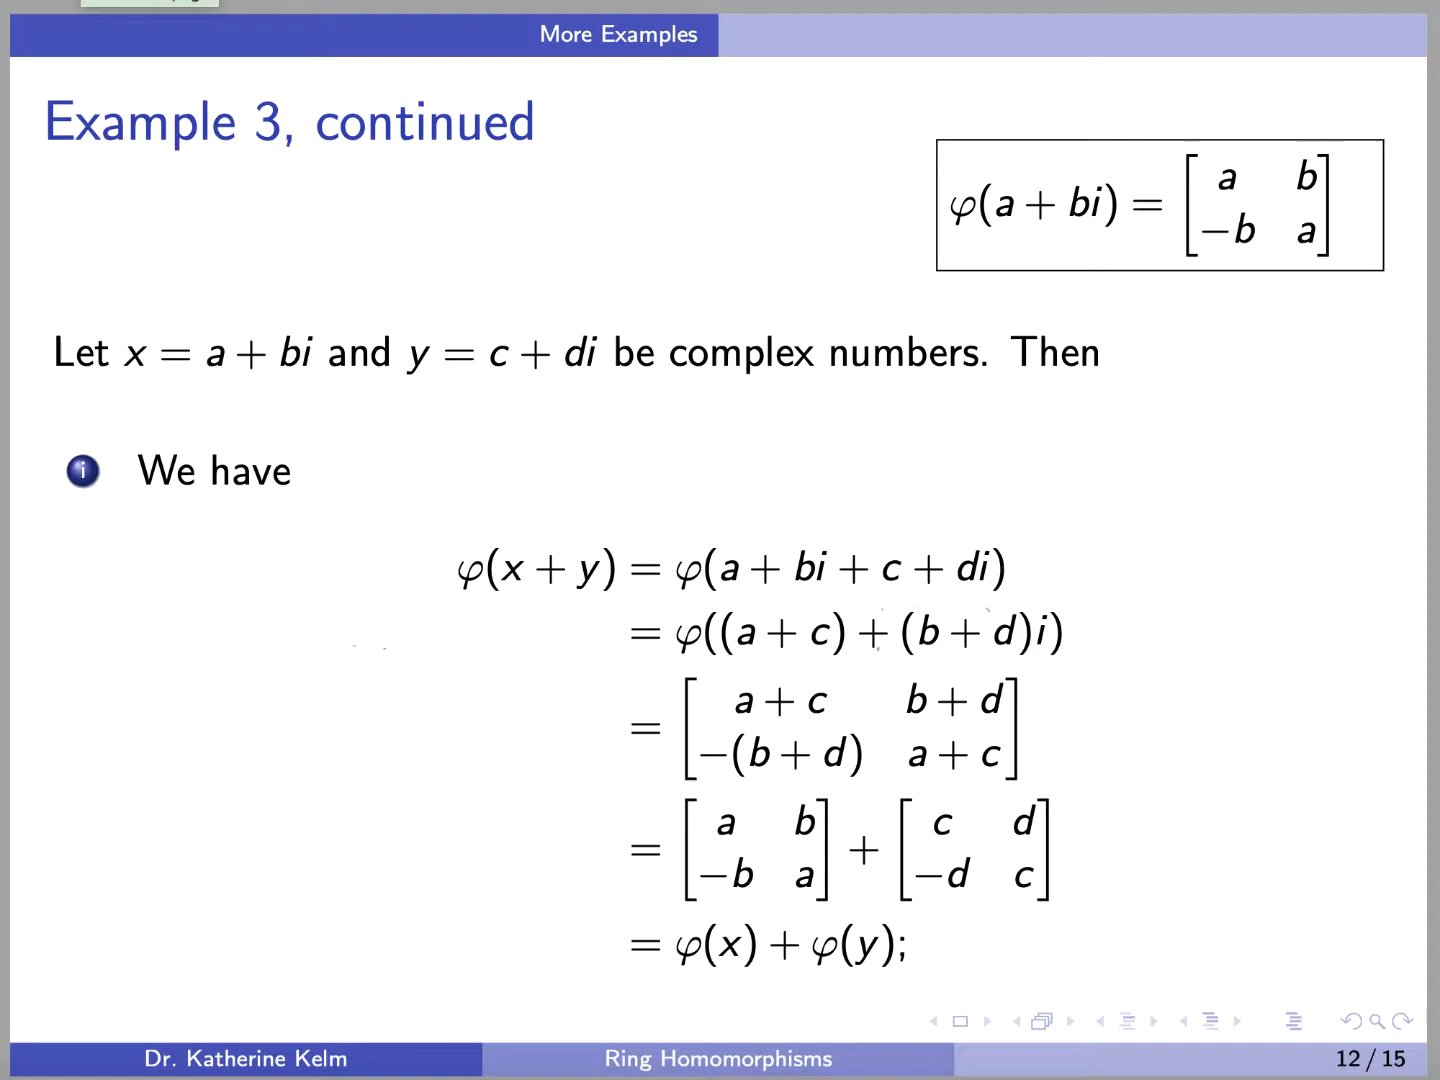 More Examples
Example 3, continued
φ(a + bi) = [a b; −b a]
Let x = a + bi and y = c + di be complex numbers. Then
i We have
φ(x + y) = φ(a + bi + c + di)
= φ((a + c) + (b + d)i)
= [a + c b + d; −(b + d) a + c]
= [a b; −b a] + [c d; −d c]
= φ(x) + φ(y);
Dr. Katherine Kelm Ring Homomorphisms 12 / 15